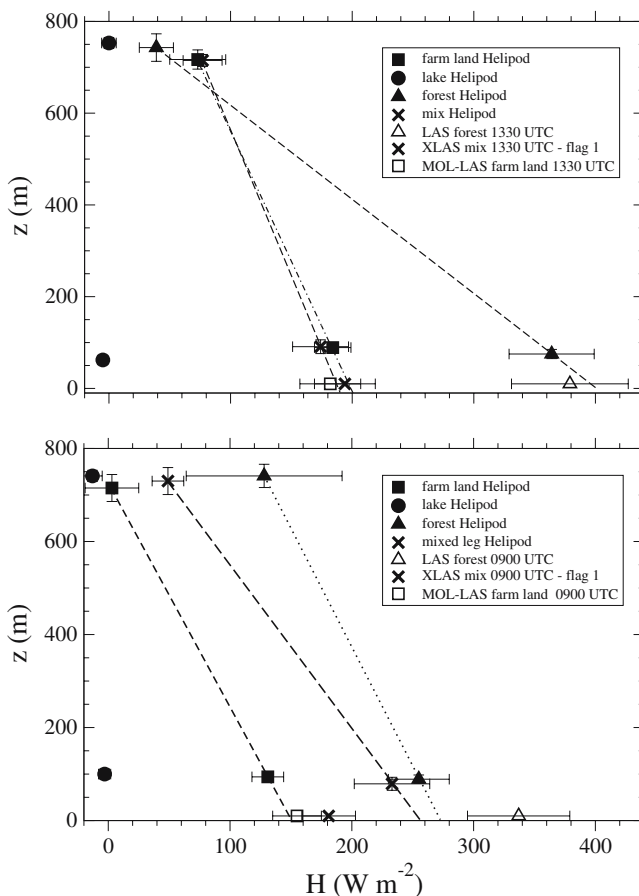 800
600
400
200
0
z (m)
farm land Helipod
lake Helipod
forest Helipod
mix Helipod
LAS forest 1330 UTC
XLAS mix 1330 UTC - flag 1
MOL-LAS farm land 1330 UTC
800
600
400
200
0
z (m)
farm land Helipod
lake Helipod
forest Helipod
mixed leg Helipod
LAS forest 0900 UTC
XLAS mix 0900 UTC - flag 1
MOL-LAS farm land 0900 UTC
0 100 200 300 400
H (W m⁻²)